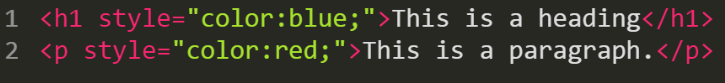 1 <h1 style="color:blue;">This is a heading</h1>
2 <p style="color:red;">This is a paragraph.</p>